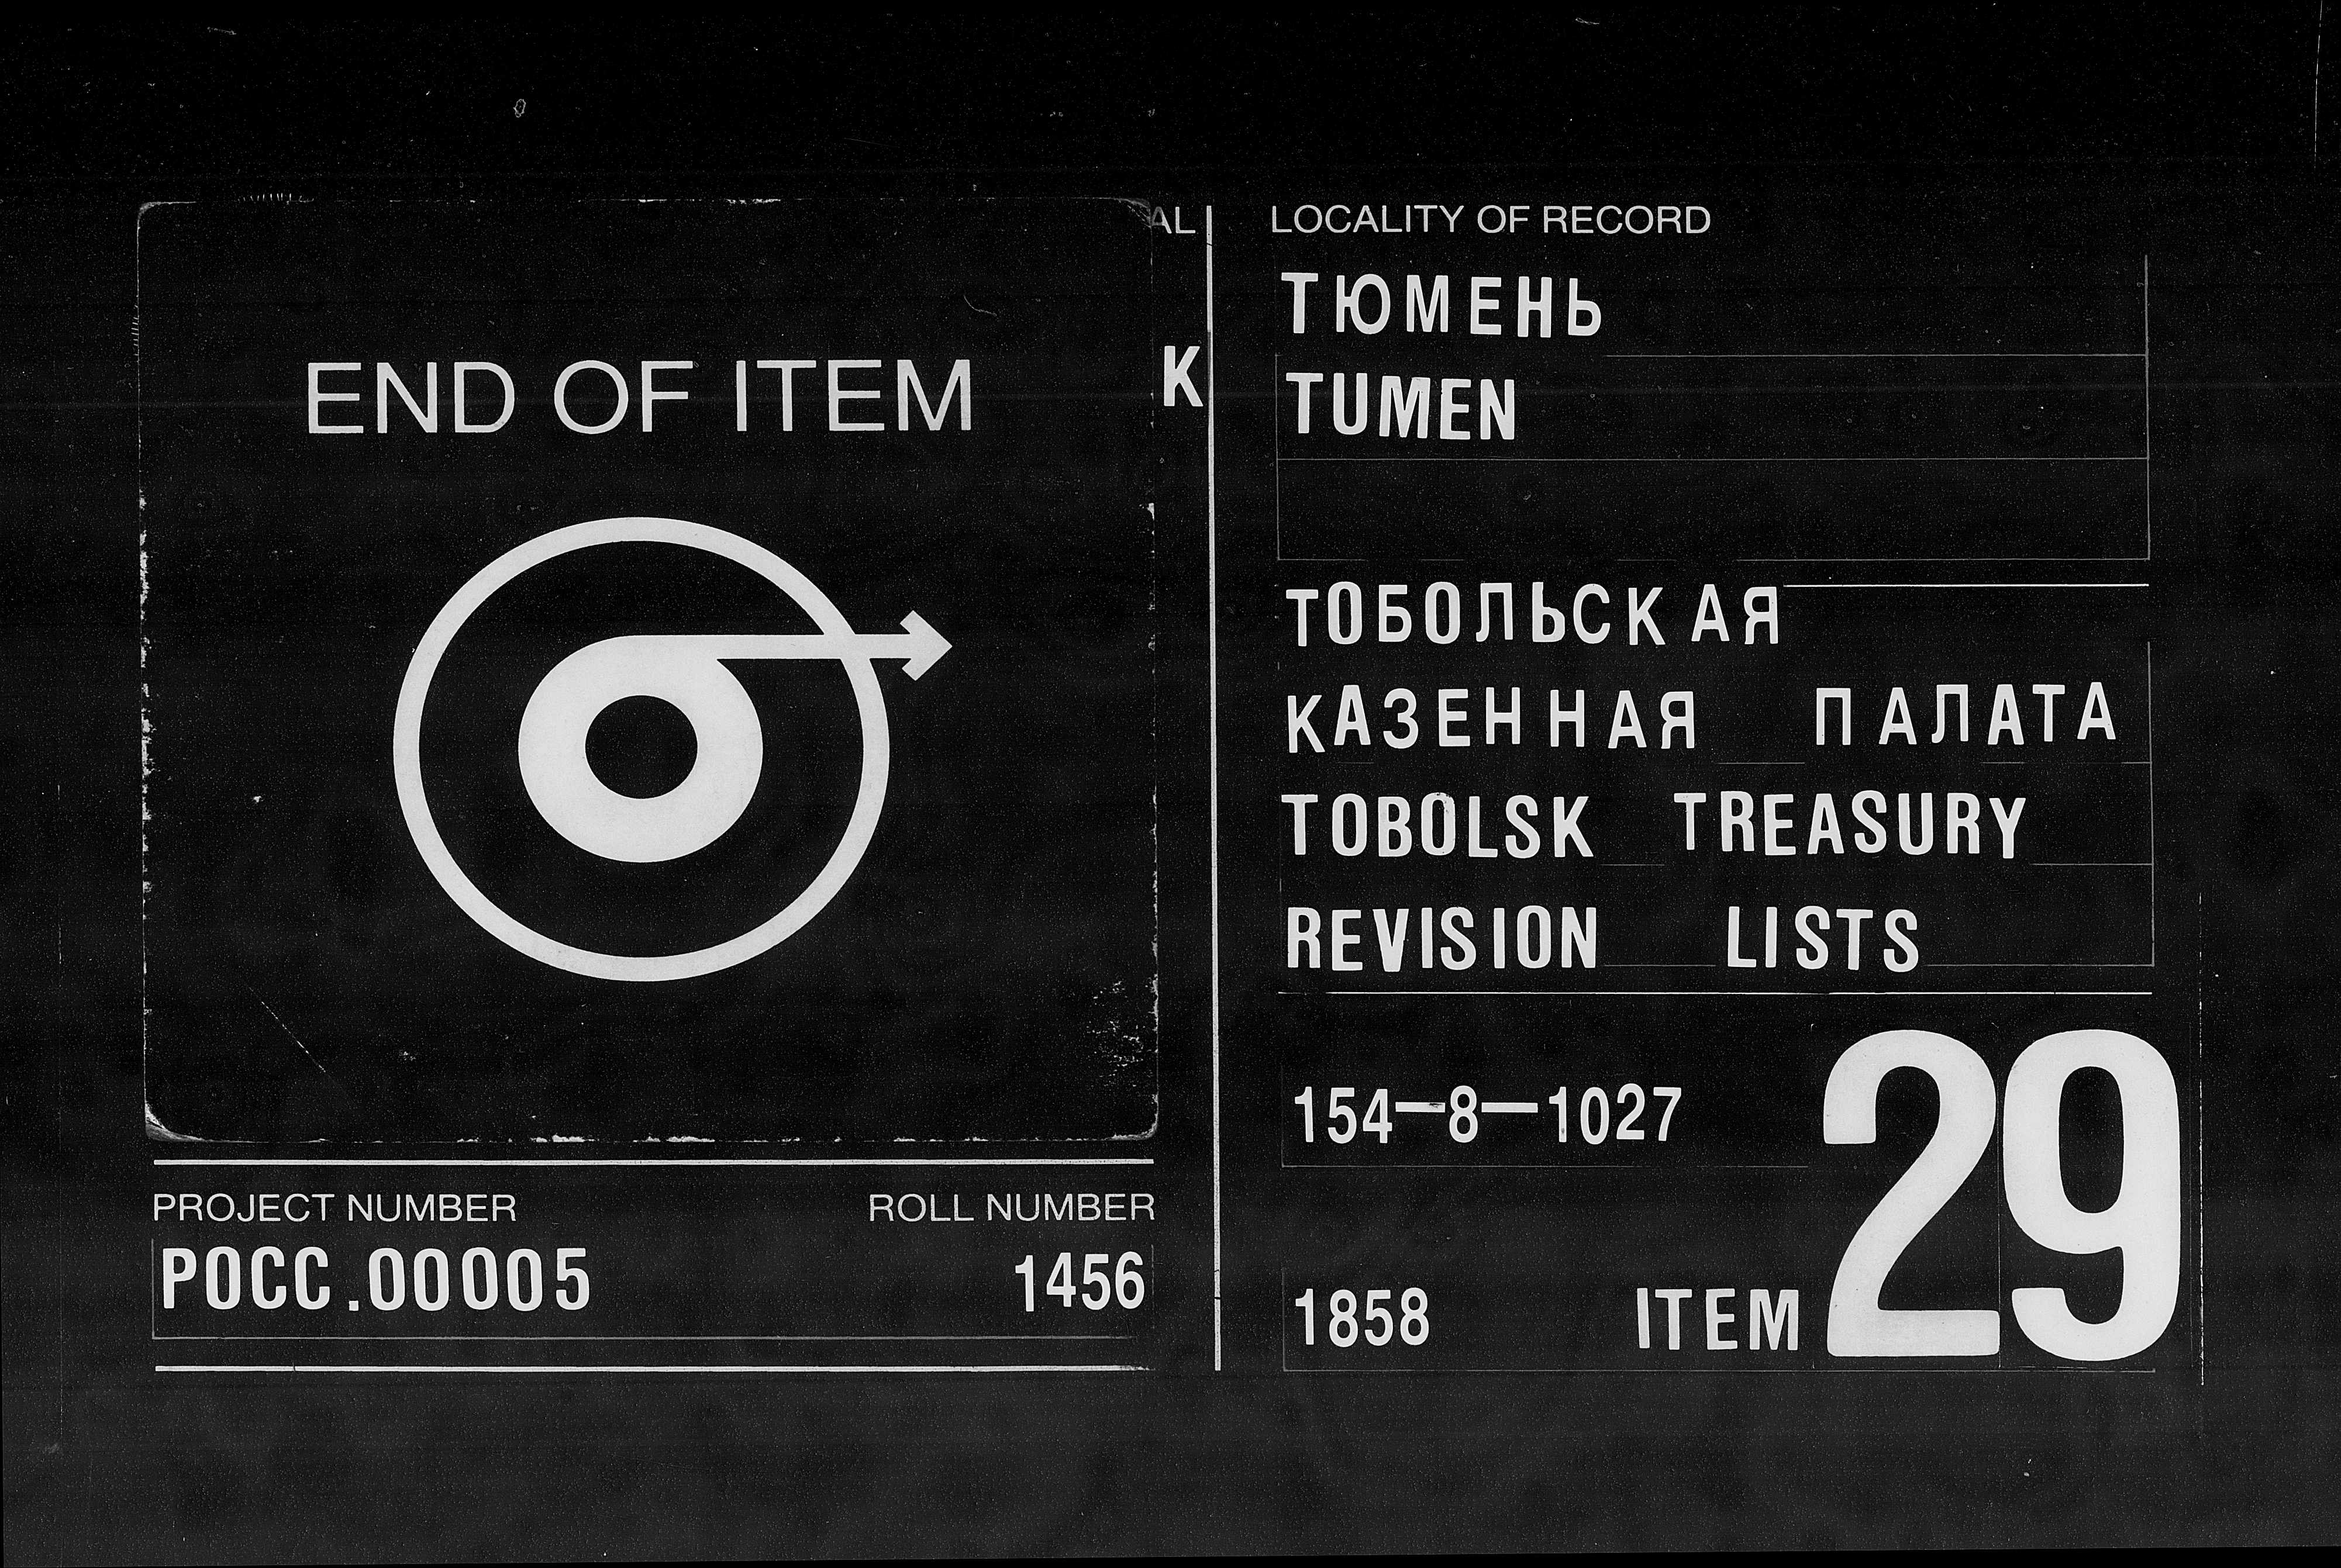 END OF ITEM
AL
K
PROJECT NUMBER ROLL NUMBER
РОСС.00005 1456
LOCALITY OF RECORD
ТЮМЕНЬ
TUMEN
ТОБОЛЬСКАЯ
КАЗЕННАЯ ПАЛАТА
TOBOLSK TREASURY
REVISION LISTS
154-8-1027
1858 ITEM 29